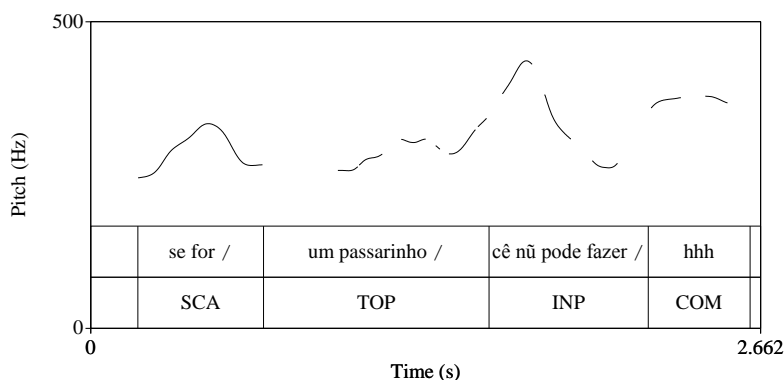 500
Pitch (Hz)
se for / um passarinho / cê nũ pode fazer / hhh
SCA TOP INP COM
0
0 2.662
Time (s)